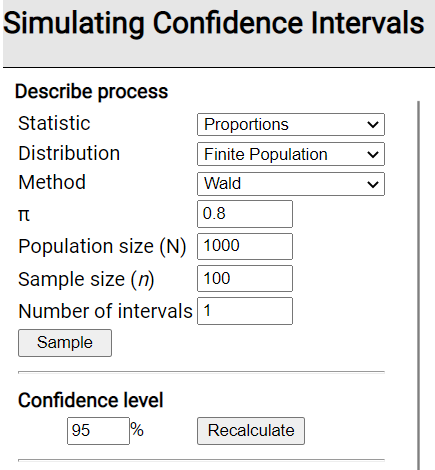 Simulating Confidence Intervals
Describe process
Statistic Proportions
Distribution Finite Population
Method Wald
π 0.8
Population size (N) 1000
Sample size (n) 100
Number of intervals 1
Sample
Confidence level
95 % Recalculate